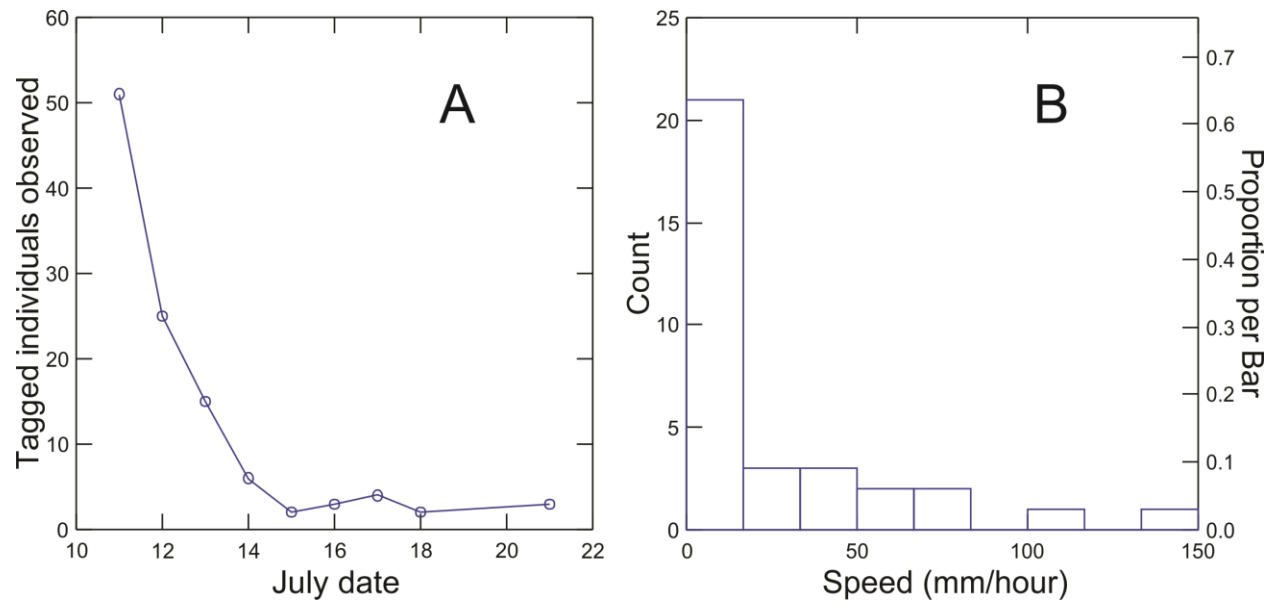 A
60
50
40
30
20
10
0
Tagged individuals observed
10 12 14 16 18 20 22
July date
B
25
20
15
10
5
0
Count
0.7
0.6
0.5
0.4
0.3
0.2
0.1
0.0
Proportion per Bar
0 50 100 150
Speed (mm/hour)